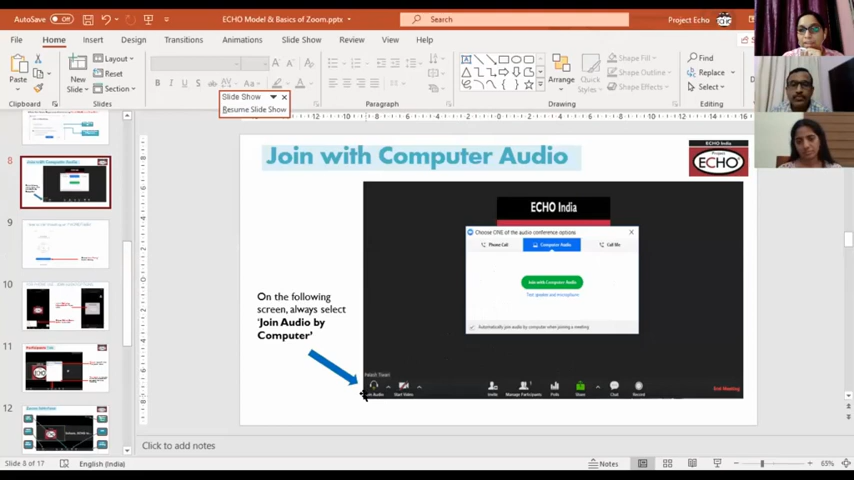 AutoSave Off
ECHO Model & Basics of Zoom.pptx
Search
Project Echo
File Home Insert Design Transitions Animations Slide Show Review View Help
Paste
New
Slide
Layout
Reset
Section
Slide Show
Resume Slide Show
Paragraph
Arrange
Quick
Styles
Shape Fill
Shape Outline
Shape Effects
Drawing
Find
Replace
Select
Editing
8
9
10
11
12
Join with Computer Audio
ECHO India
Project
ECHO
ECHO India
Choose ONE of the audio conference options
Phone Call
Computer Audio
Call Me
Join with Computer Audio
Test speaker and microphone
Automatically join audio by computer when joining a meeting
On the following
screen, always select
‘Join Audio by
Computer’
Start Video
Invite
Manage Participants
Polls
Share
Chat
Record
End Meeting
Click to add notes
Slide 8 of 17
English (India)
Notes
65%